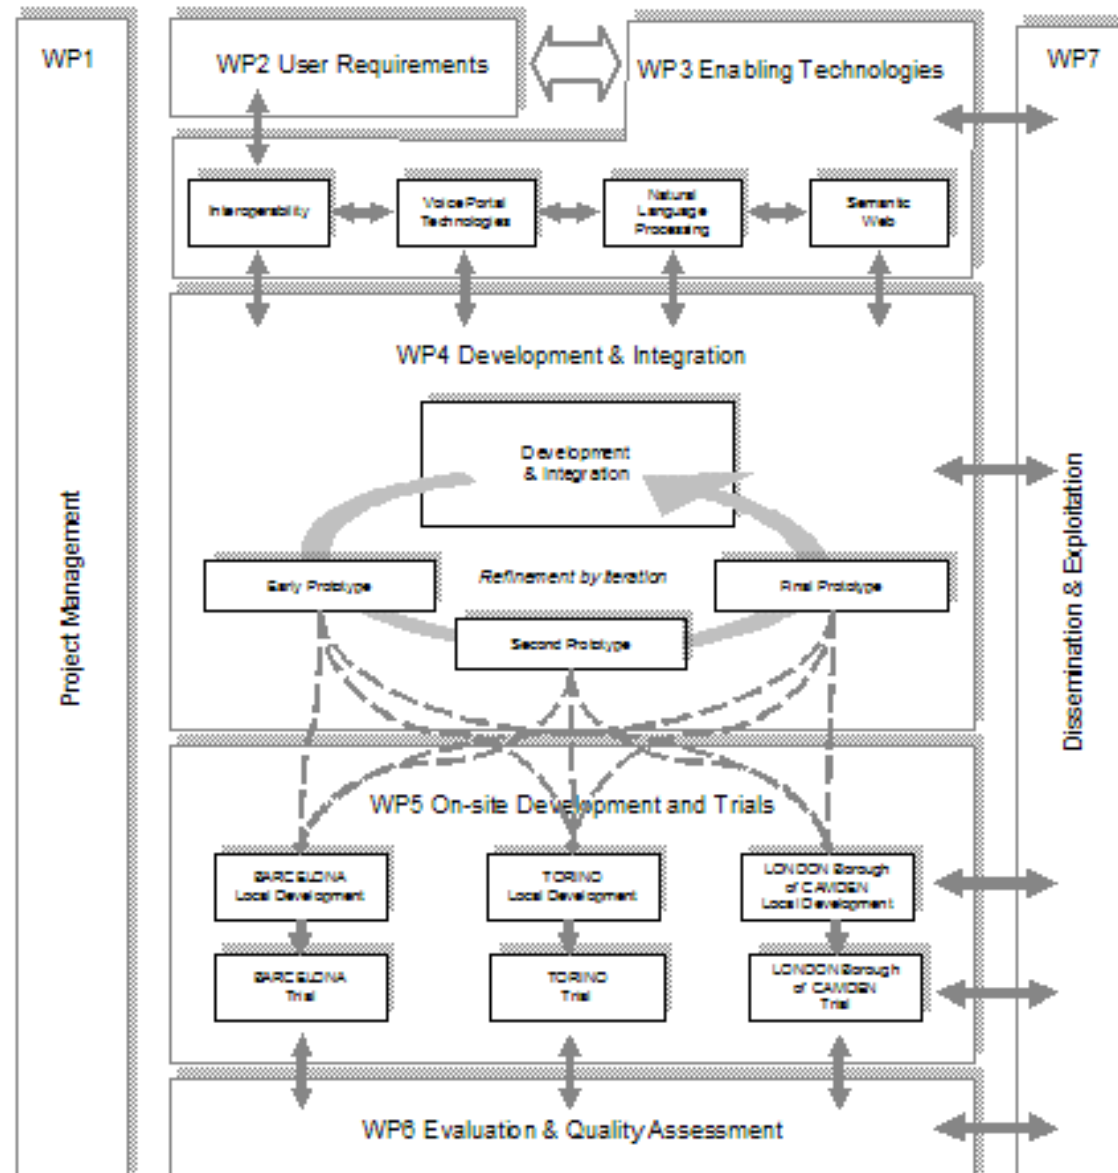 WP1
Project Management
WP2 User Requirements
WP3 Enabling Technologies
WP7
Dissemination & Exploitation
Interoperability
Voice Portal
Technologies
Natural
Language
Processing
Semantic
Web
WP4 Development & Integration
Development
& Integration
Early Prototype
Refinement by Iteration
Final Prototype
Second Prototype
WP5 On-site Development and Trials
BARCELONA
Local Development
TORINO
Local Development
LONDON Borough
of CAMDEN
Local Development
BARCELONA
Trial
TORINO
Trial
LONDON Borough
of CAMDEN
Trial
WP6 Evaluation & Quality Assessment